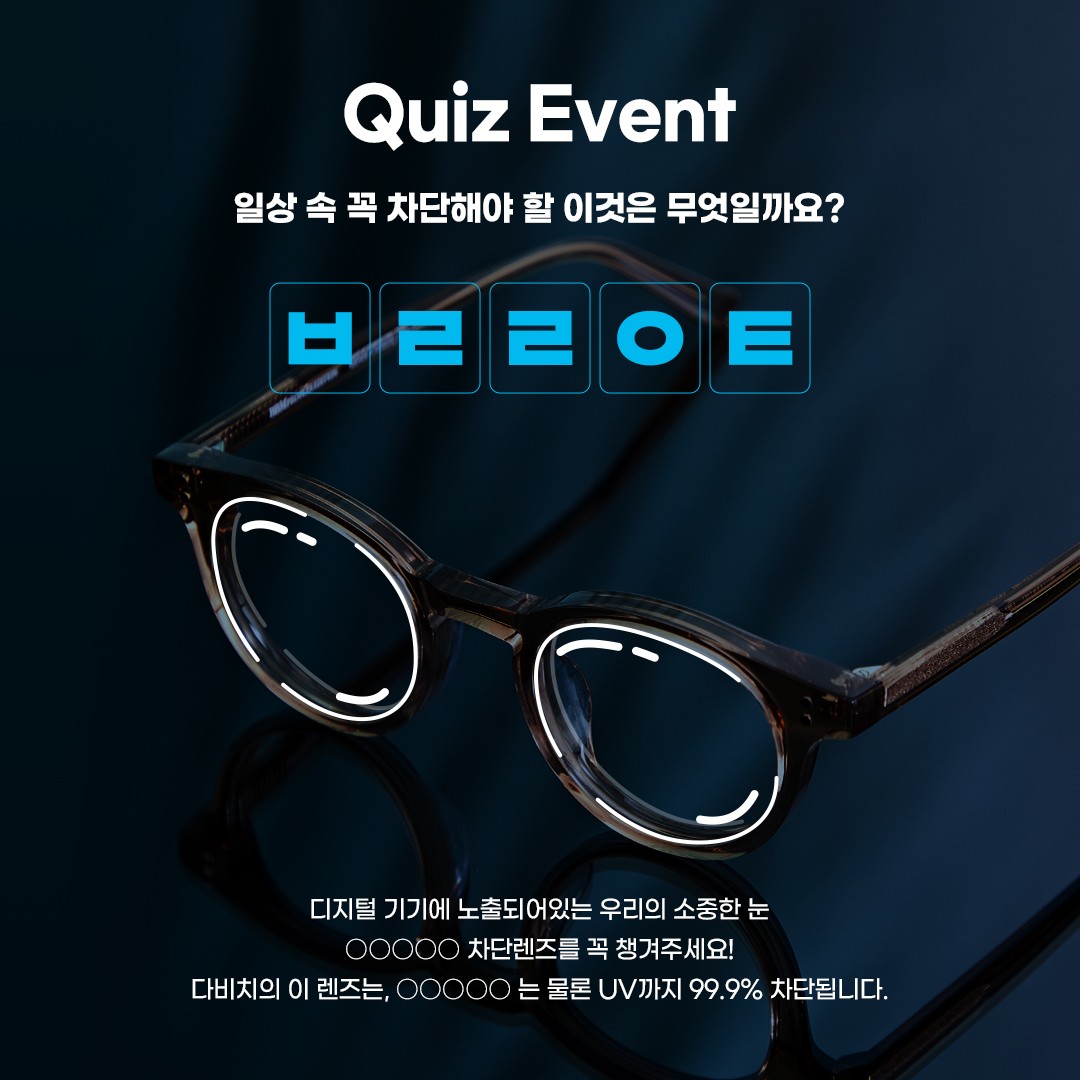 Quiz Event
일상 속 꼭 차단해야 할 이것은 무엇일까요?
ㅂㄹㄹㅇㅌ
디지털 기기에 노출되어있는 우리의 소중한 눈
○○○○○ 차단렌즈를 꼭 챙겨주세요!
다비치의 이 렌즈는, ○○○○○ 는 물론 UV까지 99.9% 차단됩니다.